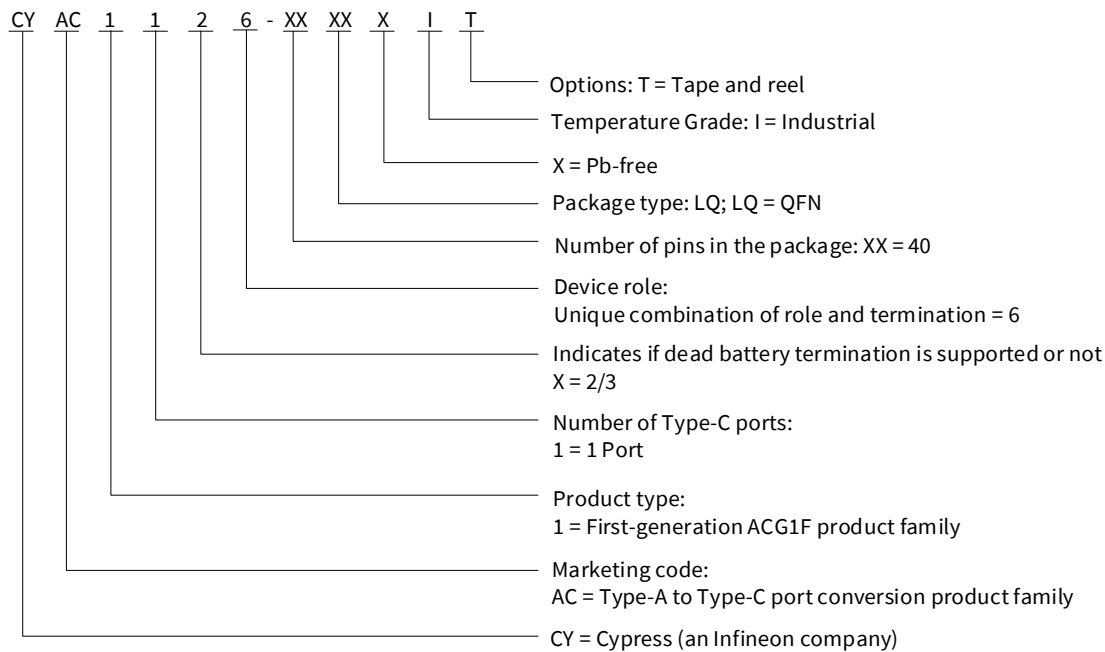 CY AC 1 1 2 6 - XX XX X I T
Options: T = Tape and reel
Temperature Grade: I = Industrial
X = Pb-free
Package type: LQ; LQ = QFN
Number of pins in the package: XX = 40
Device role:
Unique combination of role and termination = 6
Indicates if dead battery termination is supported or not
X = 2/3
Number of Type-C ports:
1 = 1 Port
Product type:
1 = First-generation ACG1F product family
Marketing code:
AC = Type-A to Type-C port conversion product family
CY = Cypress (an Infineon company)